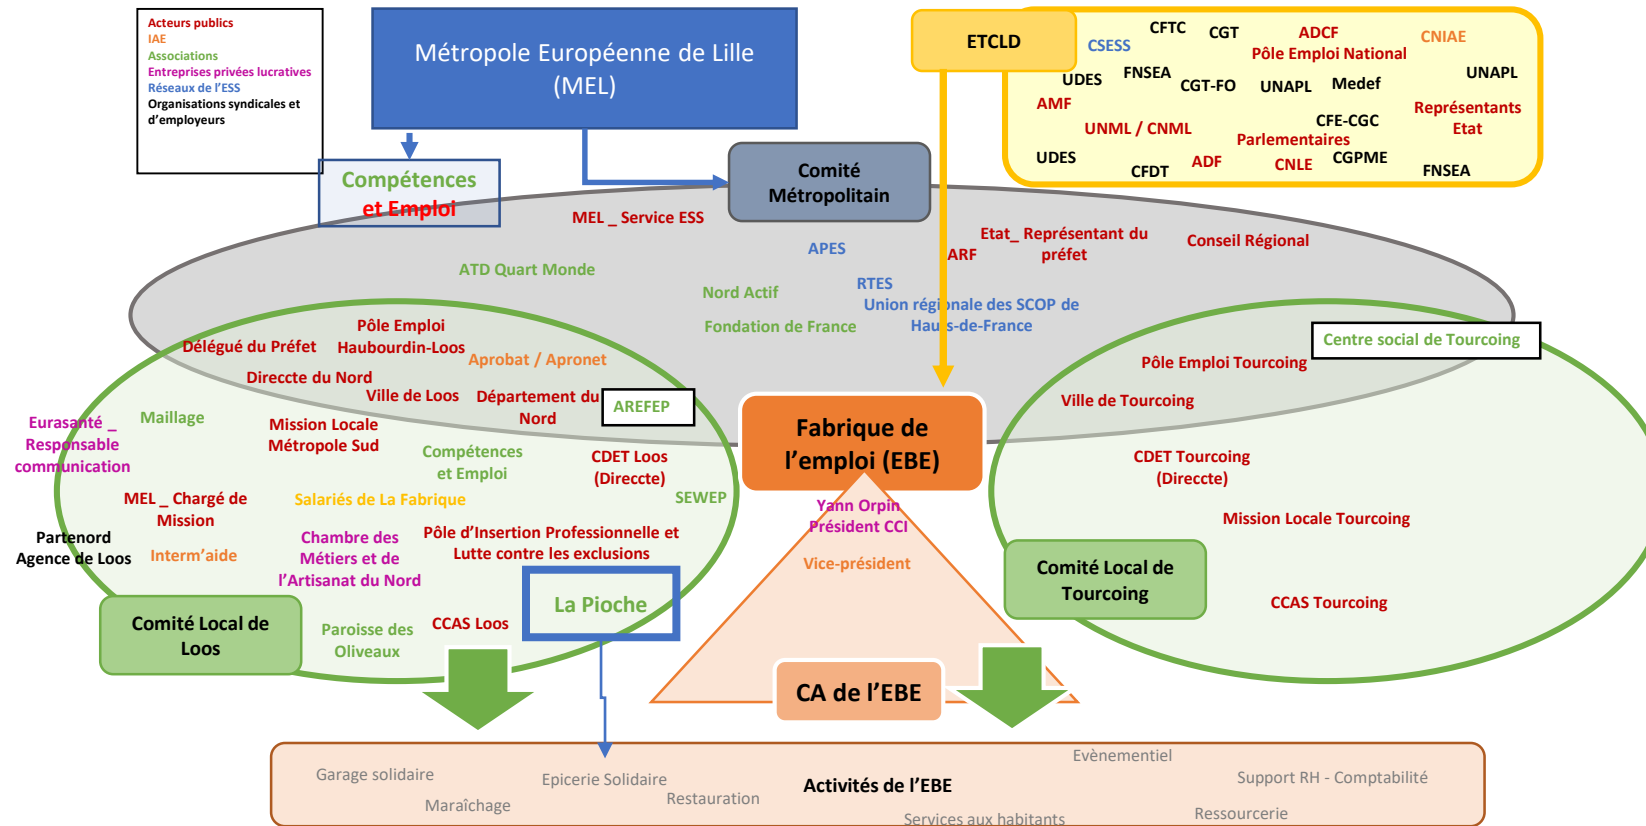 Acteurs publics
IAE
Associations
Entreprises privées lucratives
Réseaux de l'ESS
Organisations syndicales et
d'employeurs
Métropole Européenne de Lille
(MEL)
ETCLD
CSESS
CFTC
CGT
ADCF
Pôle Emploi National
CNIAE
UDES
FNSEA
CGT-FO
UNAPL
Medef
UNAPL
AMF
UNML / CNML
CFE-CGC
Parlementaires
Représentants
Etat
UDES
CFDT
ADF
CNLE
CGPME
FNSEA
Compétences
et Emploi
Comité
Métropolitain
MEL _ Service ESS
APES
ARF
Etat_ Représentant du
préfet
Conseil Régional
ATD Quart Monde
Nord Actif
RTES
Union régionale des SCOP de
Hauts-de-France
Fondation de France
Pôle Emploi
Haubourdin-Loos
Délégué du Préfet
Aprobat / Apronet
Direccte du Nord
Ville de Loos
Département du
Nord
AREFEP
Centre social de Tourcoing
Pôle Emploi Tourcoing
Ville de Tourcoing
Eurasanté _
Responsable
communication
Maillage
Mission Locale
Métropole Sud
Compétences
et Emploi
CDET Loos
(Direccte)
SEWEP
Fabrique de
l'emploi (EBE)
CDET Tourcoing
(Direccte)
MEL _ Chargé de
Mission
Salariés de La Fabrique
Yann Orpin
Président CCI
Mission Locale Tourcoing
Partenord
Agence de Loos
Interm'aide
Chambre des
Métiers et de
l'Artisanat du Nord
Pôle d'Insertion Professionnelle et
Lutte contre les exclusions
Vice-président
Comité Local de
Tourcoing
CCAS Tourcoing
La Pioche
Comité Local de
Loos
Paroisse des
Oliveaux
CCAS Loos
CA de l'EBE
Garage solidaire
Maraîchage
Epicerie Solidaire
Restauration
Activités de l'EBE
Services aux habitants
Evènementiel
Ressourcerie
Support RH - Comptabilité